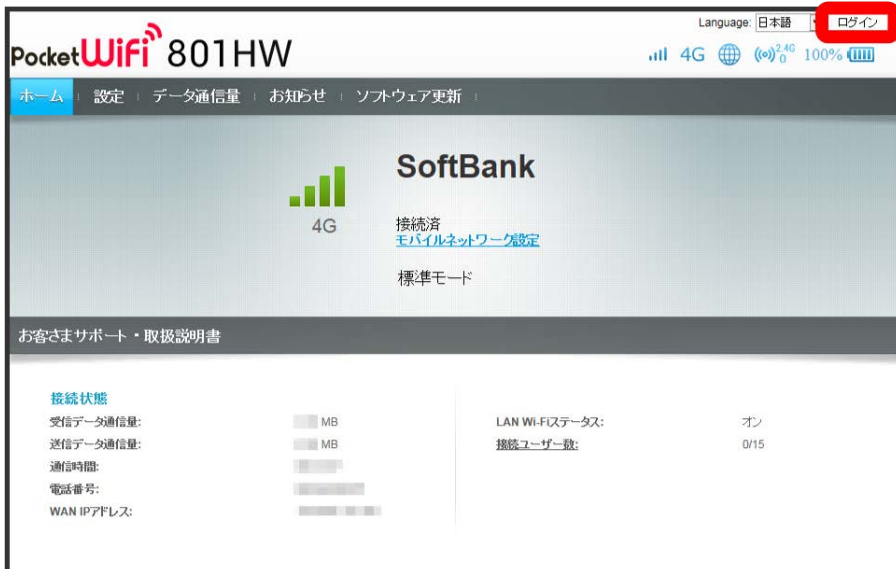 Language: 日本語 ログイン
Pocket WiFi 801HW
4G 2.4G 0 100%
ホーム 設定 データ通信量 お知らせ ソフトウェア更新
SoftBank
4G
接続済
モバイルネットワーク設定
標準モード
お客さまサポート・取扱説明書
接続状態
受信データ通信量: MB
送信データ通信量: MB
通信時間:
電話番号:
WAN IPアドレス:
LAN Wi-Fiステータス: オン
接続ユーザー数: 0/15